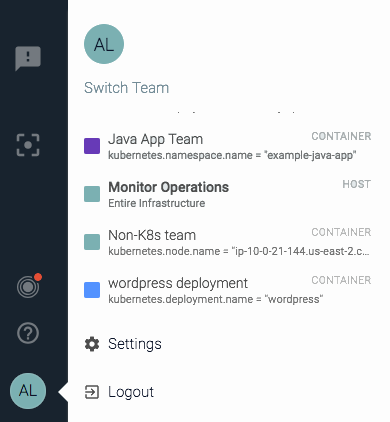 AL
Switch Team
Java App Team
CONTAINER
kubernetes.namespace.name = "example-java-app"
Monitor Operations
HOST
Entire Infrastructure
Non-K8s team
CONTAINER
kubernetes.node.name = "ip-10-0-21-144.us-east-2.c...
wordpress deployment
CONTAINER
kubernetes.deployment.name = "wordpress"
Settings
AL
Logout